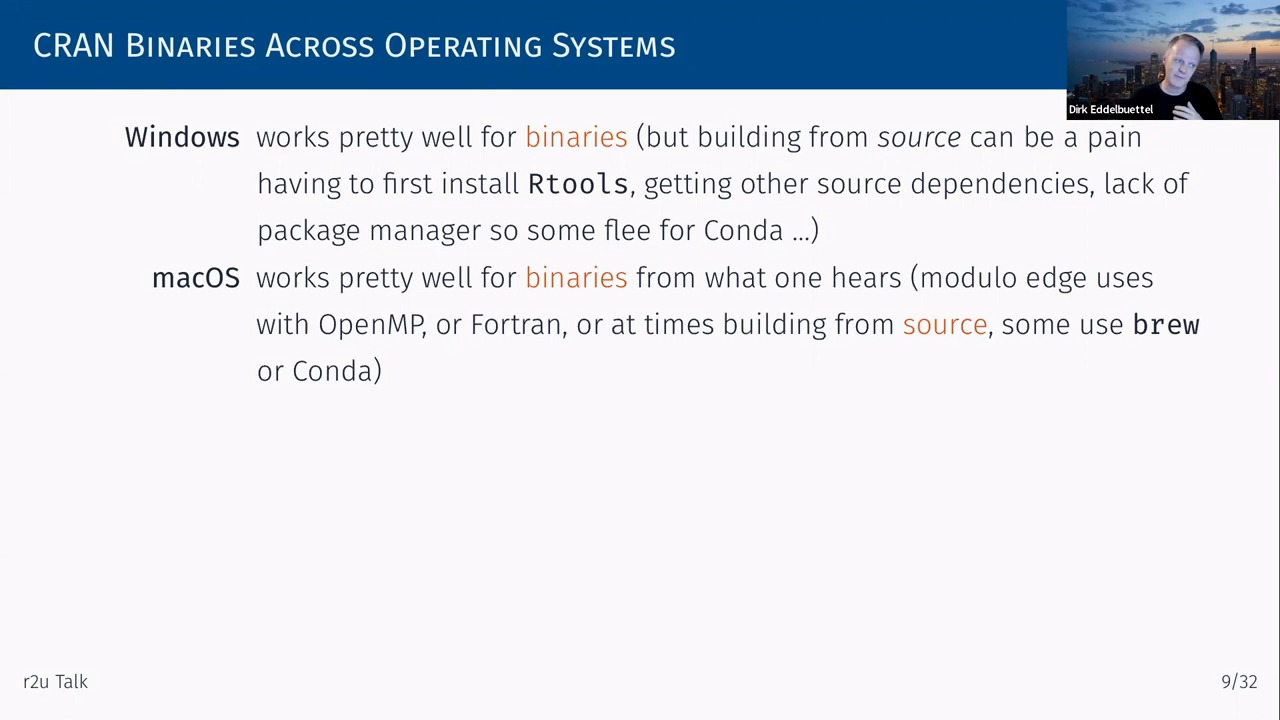 CRAN Binaries Across Operating Systems
Dirk Eddelbuettel
Windows works pretty well for binaries (but building from source can be a pain
having to first install Rtools, getting other source dependencies, lack of
package manager so some flee for Conda ...)
macOS works pretty well for binaries from what one hears (modulo edge uses
with OpenMP, or Fortran, or at times building from source, some use brew
or Conda)
r2u Talk
9/32